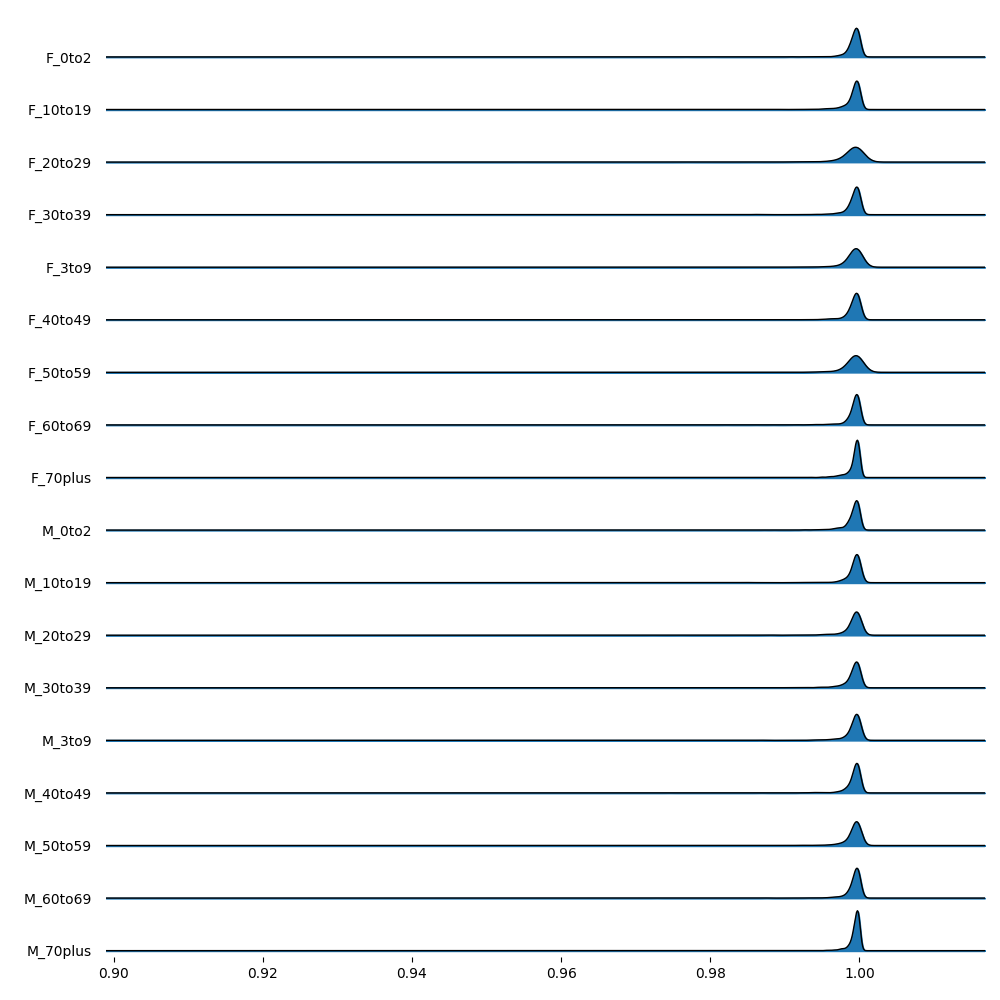 F_0to2
F_10to19
F_20to29
F_30to39
F_3to9
F_40to49
F_50to59
F_60to69
F_70plus
M_0to2
M_10to19
M_20to29
M_30to39
M_3to9
M_40to49
M_50to59
M_60to69
M_70plus
0.90 0.92 0.94 0.96 0.98 1.00